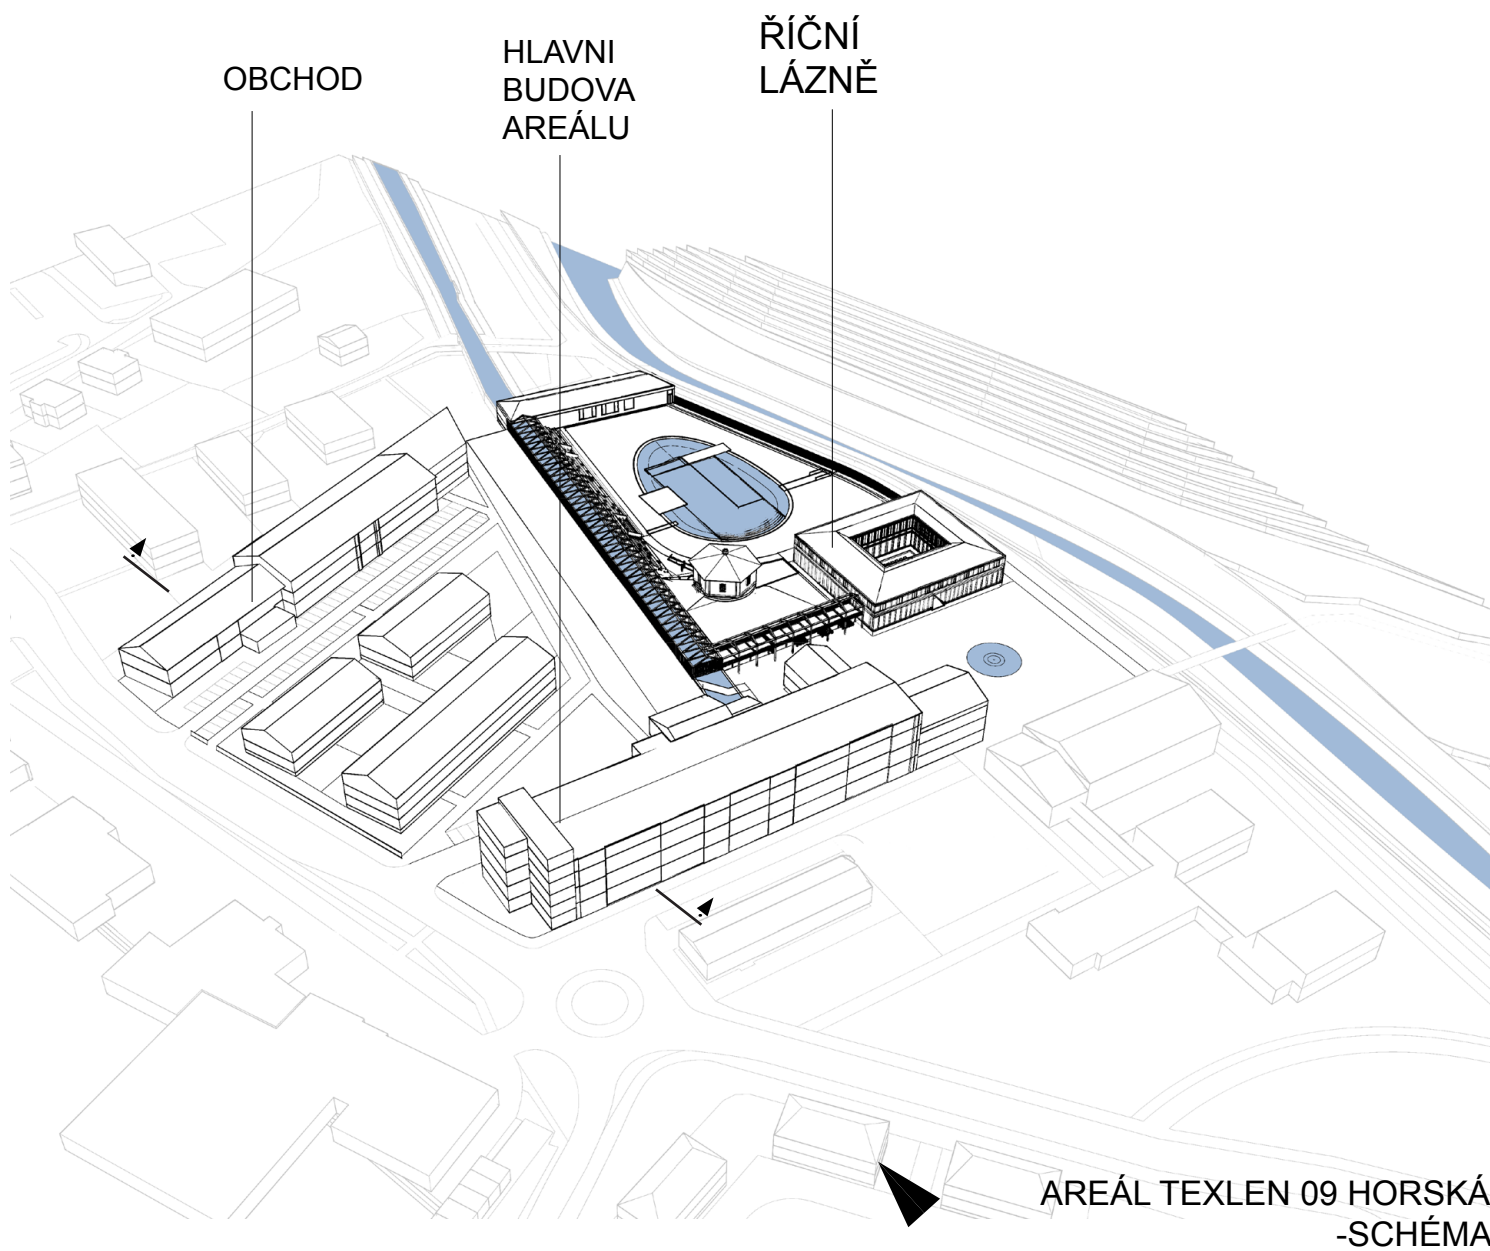 OBCHOD
HLAVNI
BUDOVA
AREÁLU
ŘÍČNÍ
LÁZNĚ
AREÁL TEXLEN 09 HORSKÁ
-SCHÉMA